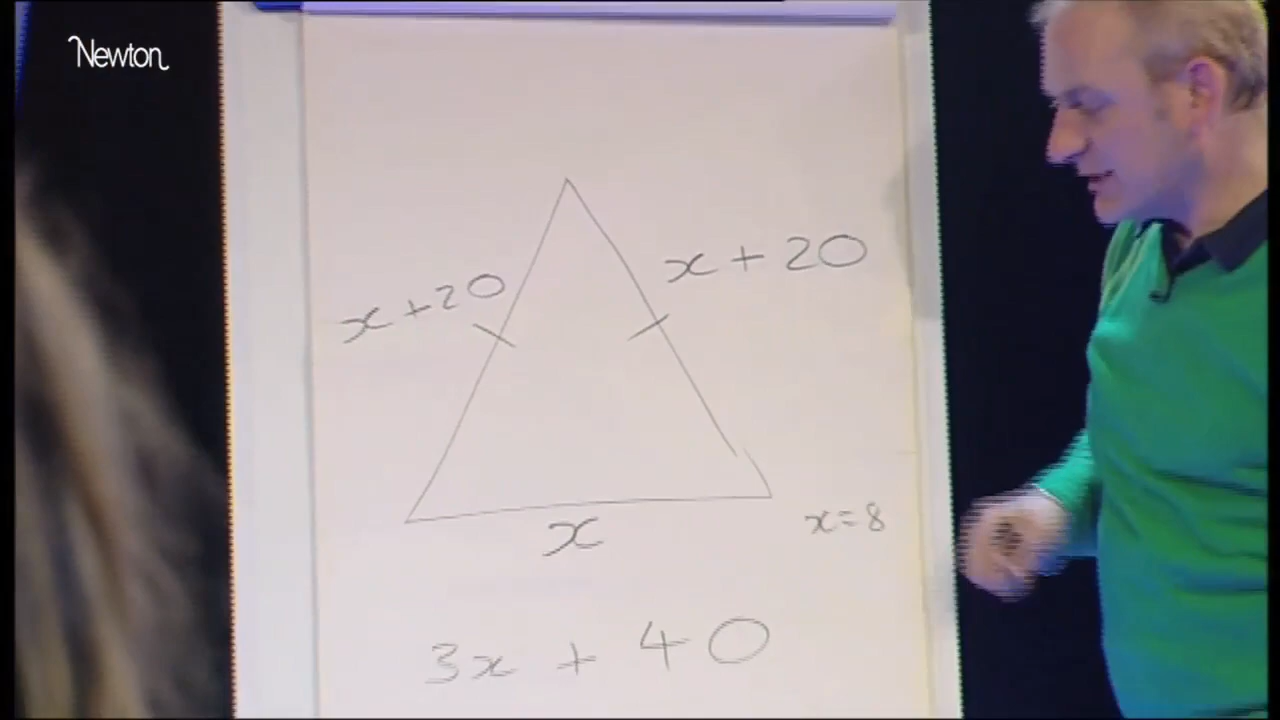 Newton
x + 20
x + 20
x
x = 8
3x + 40